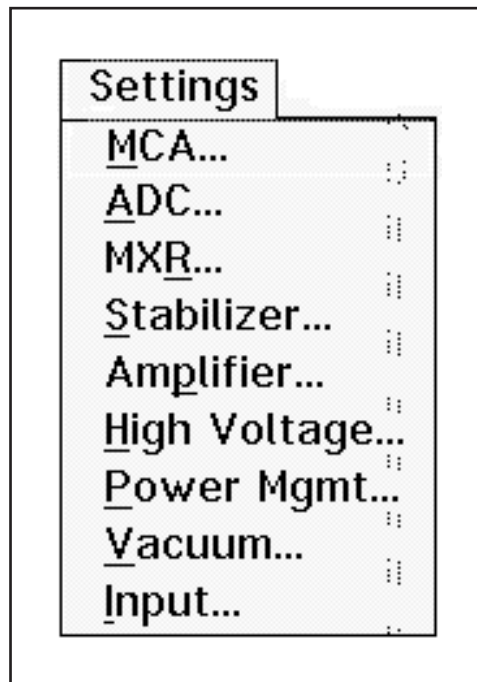 Settings
MCA...
ADC...
MXR...
Stabilizer...
Amplifier...
High Voltage...
Power Mgmt...
Vacuum...
Input...